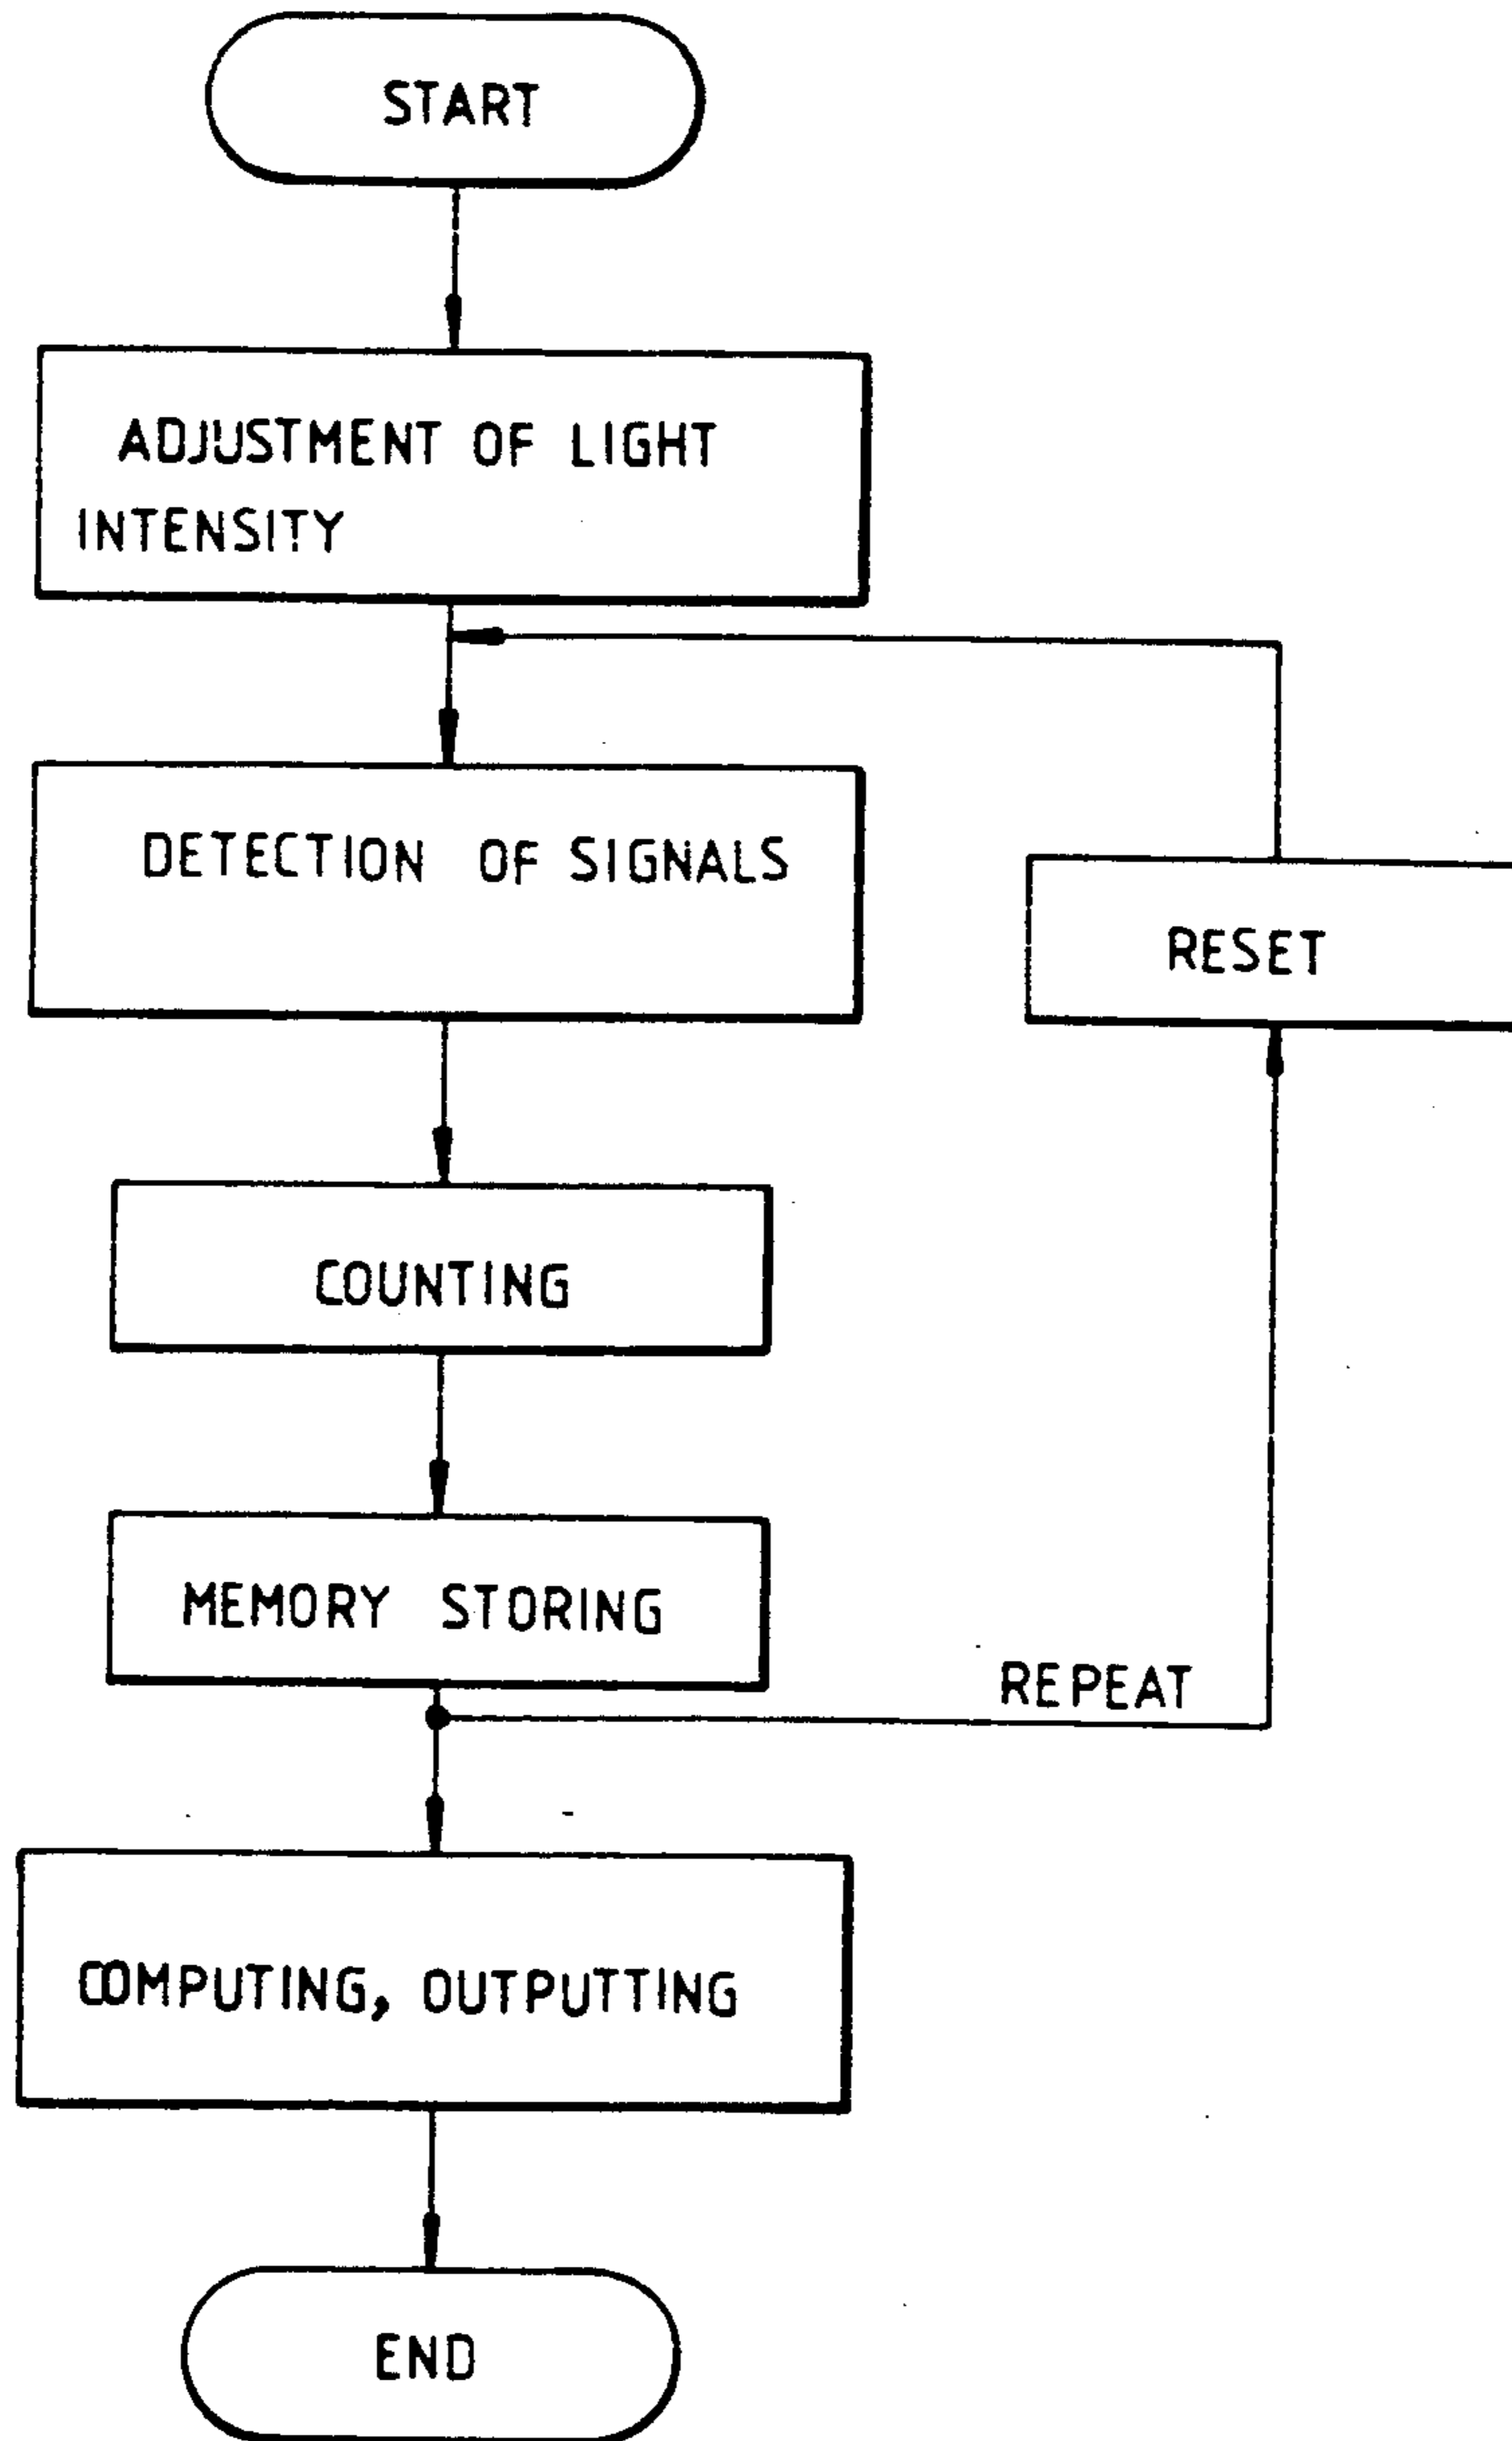 START
ADJUSTMENT OF LIGHT
INTENSITY
DETECTION OF SIGNALS
RESET
COUNTING
MEMORY STORING
REPEAT
COMPUTING, OUTPUTTING
END